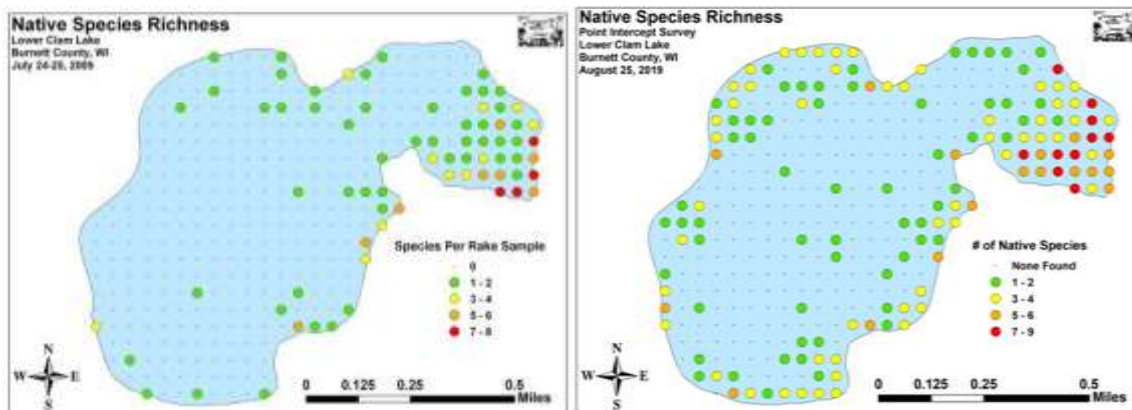 Native Species Richness
Lower Clam Lake
Burnett County, WI
July 24-25, 2009
Species Per Rake Sample
0
1 - 2
3 - 4
5 - 6
7 - 8
N
W E
S
0 0.125 0.25 0.5
Miles
Native Species Richness
Point Intercept Survey
Lower Clam Lake
Burnett County, WI
August 25, 2019
# of Native Species
None Found
1 - 2
3 - 4
5 - 6
7 - 9
N
W E
S
0 0.125 0.25 0.5
Miles